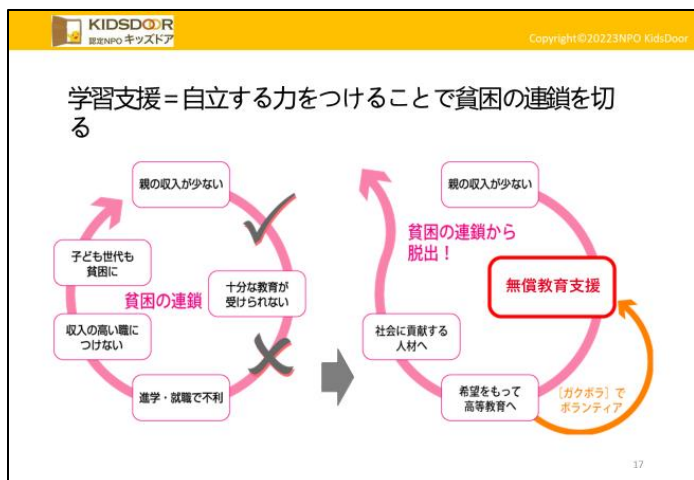 KIDSDOOR
認定NPO キッズドア
Copyright©20223NPO KidsDoor
学習支援=自立する力をつけることで貧困の連鎖を切
る
親の収入が少ない
十分な教育が
受けられない
進学・就職で不利
収入の高い職に
つけない
子ども世代も
貧困に
貧困の連鎖
親の収入が少ない
貧困の連鎖から
脱出!
無償教育支援
社会に貢献する
人材へ
希望をもって
高等教育へ
[ガクボラ]で
ボランティア
17